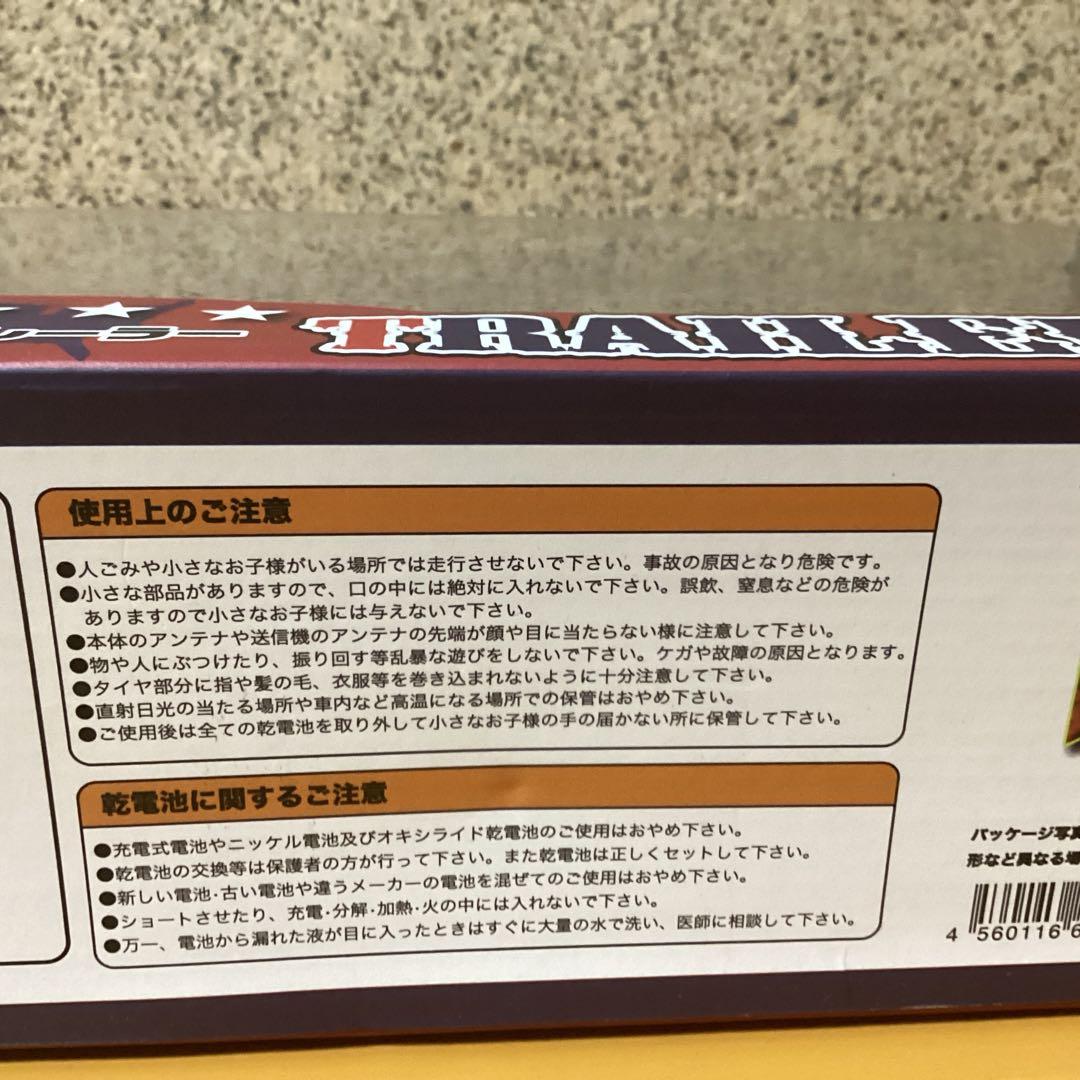 ーラー
TRAIL
使用上のご注意
●人ごみや小さなお子様がいる場所では走行させないで下さい。事故の原因となり危険です。
●小さな部品がありますので、口の中には絶対に入れないで下さい。誤飲、窒息などの危険が
ありますので小さなお子様には与えないで下さい。
●本体のアンテナや送信機のアンテナの先端が顔や目に当たらない様に注意して下さい。
●物や人にぶつけたり、振り回す等乱暴な遊びをしないで下さい。ケガや故障の原因となります。
●タイヤ部分に指や髪の毛、衣服等を巻き込まれないように十分注意して下さい。
●直射日光の当たる場所や車内など高温になる場所での保管はおやめ下さい。
●ご使用後は全ての乾電池を取り外して小さなお子様の手の届かない所に保管して下さい。
乾電池に関するご注意
●充電式電池やニッケル電池及びオキシライド乾電池のご使用はおやめ下さい。
●乾電池の交換等は保護者の方が行って下さい。また乾電池は正しくセットして下さい。
●新しい電池・古い電池や違うメーカーの電池を混ぜてのご使用はおやめ下さい。
●ショートさせたり、充電・分解・加熱・火の中には入れないで下さい。
●万一、電池から漏れた液が目に入ったときはすぐに大量の水で洗い、医師に相談して下さい。
パッケージ写真
形など異なる場
4 560116 6